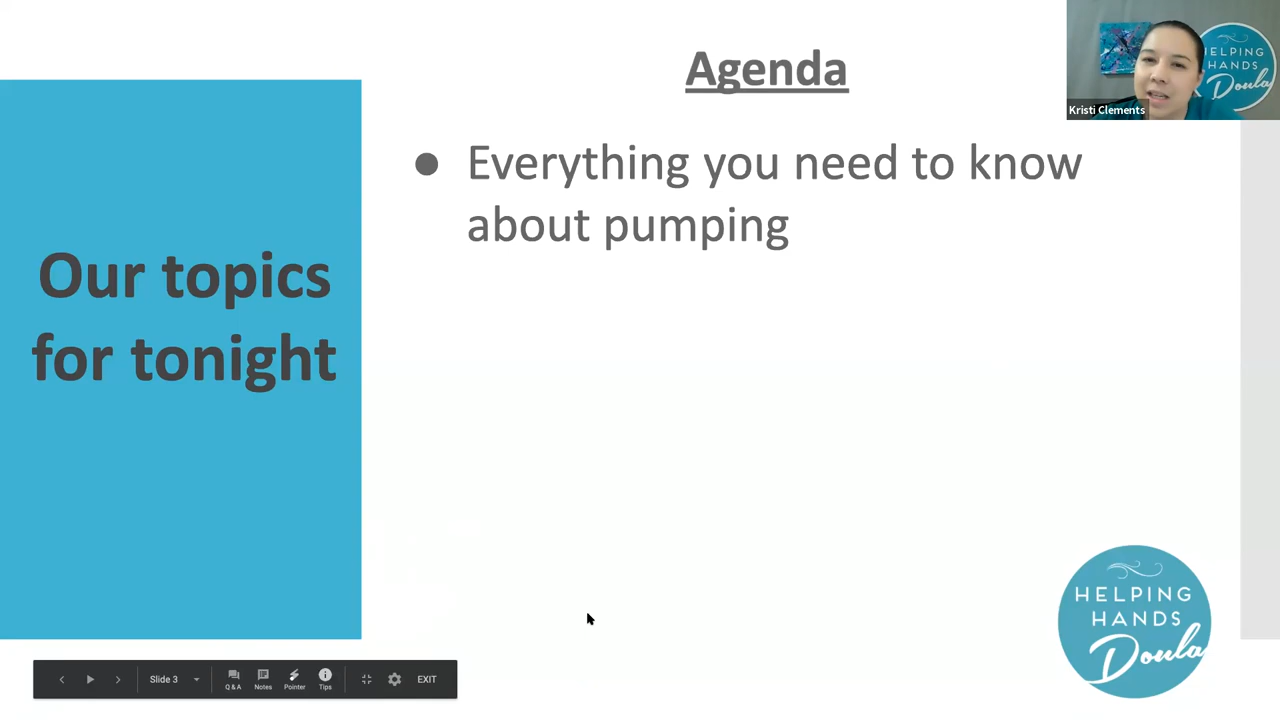 Agenda
HELPING
HANDS
Doula
Kristi Clements
● Everything you need to know
about pumping
Our topics
for tonight
HELPING
HANDS
Doula
Slide 3
Q & A
Notes
Pointer
Tips
EXIT